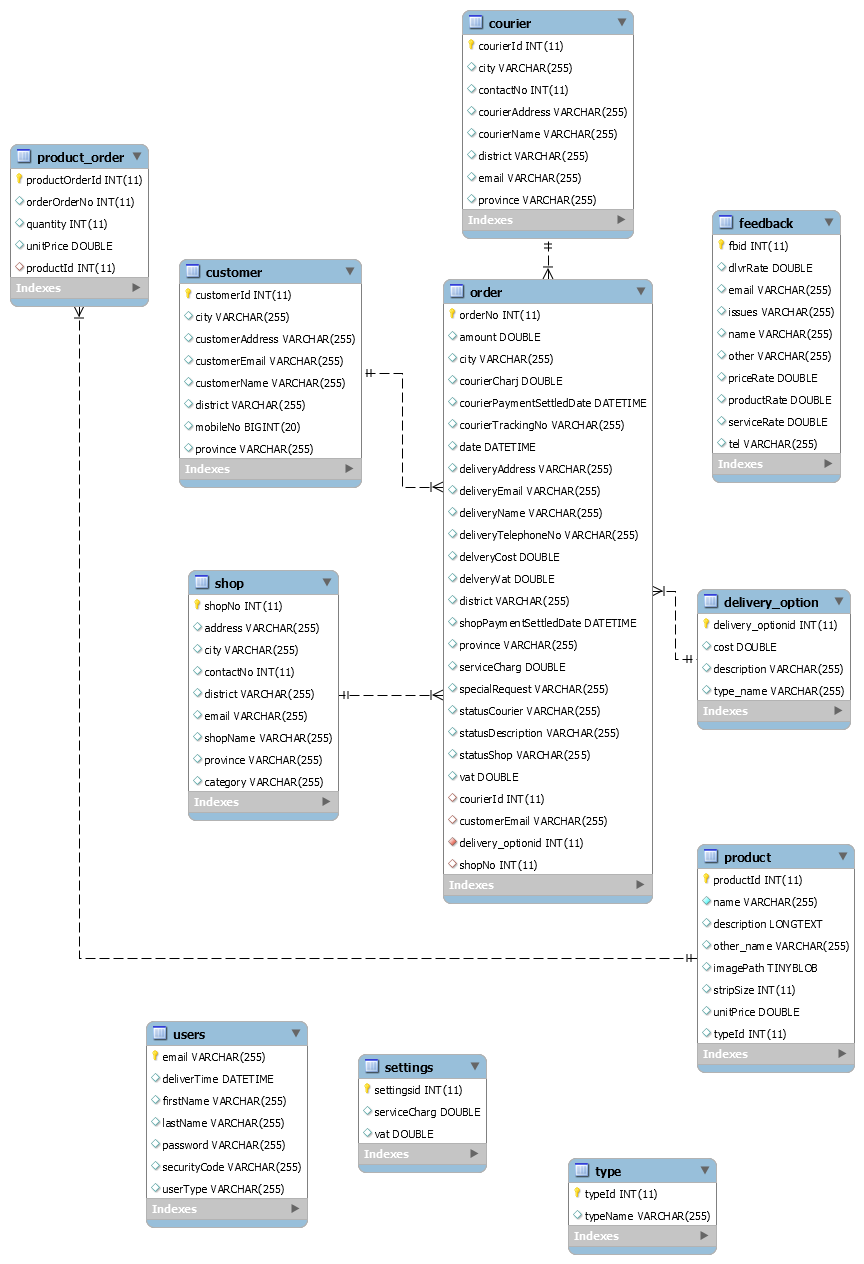 courier
courierId INT(11)
city VARCHAR(255)
contactNo INT(11)
courierAddress VARCHAR(255)
courierName VARCHAR(255)
district VARCHAR(255)
email VARCHAR(255)
province VARCHAR(255)
Indexes
product_order
productOrderId INT(11)
orderOrderNo INT(11)
quantity INT(11)
unitPrice DOUBLE
productId INT(11)
Indexes
feedback
fbid INT(11)
dlvrRate DOUBLE
email VARCHAR(255)
issues VARCHAR(255)
name VARCHAR(255)
other VARCHAR(255)
priceRate DOUBLE
productRate DOUBLE
serviceRate DOUBLE
tel VARCHAR(255)
Indexes
customer
customerId INT(11)
city VARCHAR(255)
customerAddress VARCHAR(255)
customerEmail VARCHAR(255)
customerName VARCHAR(255)
district VARCHAR(255)
mobileNo BIGINT(20)
province VARCHAR(255)
Indexes
order
orderNo INT(11)
amount DOUBLE
city VARCHAR(255)
courierCharj DOUBLE
courierPaymentSettledDate DATETIME
courierTrackingNo VARCHAR(255)
date DATETIME
deliveryAddress VARCHAR(255)
deliveryEmail VARCHAR(255)
deliveryName VARCHAR(255)
deliveryTelephoneNo VARCHAR(255)
delveryCost DOUBLE
delveryVat DOUBLE
district VARCHAR(255)
shopPaymentSettledDate DATETIME
province VARCHAR(255)
serviceCharg DOUBLE
specialRequest VARCHAR(255)
statusCourier VARCHAR(255)
statusDescription VARCHAR(255)
statusShop VARCHAR(255)
vat DOUBLE
courierId INT(11)
customerEmail VARCHAR(255)
delivery_optionid INT(11)
shopNo INT(11)
Indexes
shop
shopNo INT(11)
address VARCHAR(255)
city VARCHAR(255)
contactNo INT(11)
district VARCHAR(255)
email VARCHAR(255)
shopName VARCHAR(255)
province VARCHAR(255)
category VARCHAR(255)
Indexes
delivery_option
delivery_optionid INT(11)
cost DOUBLE
description VARCHAR(255)
type_name VARCHAR(255)
Indexes
product
productId INT(11)
name VARCHAR(255)
description LONGTEXT
other_name VARCHAR(255)
imagePath TINYBLOB
stripSize INT(11)
unitPrice DOUBLE
typeId INT(11)
Indexes
users
email VARCHAR(255)
deliverTime DATETIME
firstName VARCHAR(255)
lastName VARCHAR(255)
password VARCHAR(255)
securityCode VARCHAR(255)
userType VARCHAR(255)
Indexes
settings
settingsid INT(11)
serviceCharg DOUBLE
vat DOUBLE
Indexes
type
typeId INT(11)
typeName VARCHAR(255)
Indexes